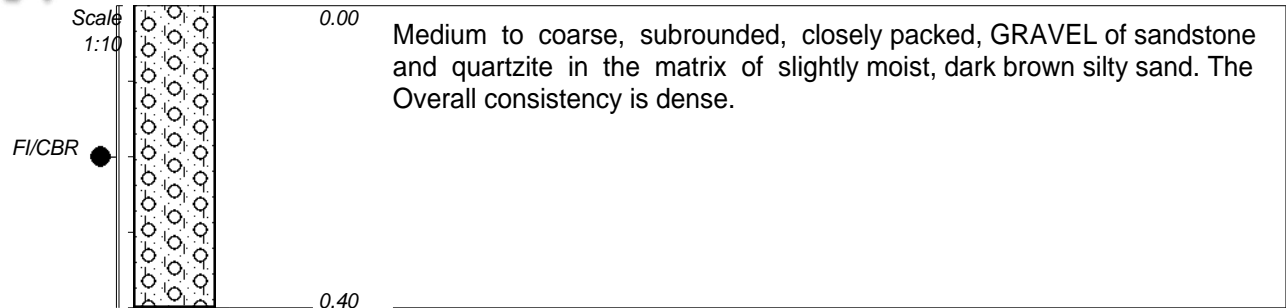 Scale
1:10
0.00
Medium to coarse, subrounded, closely packed, GRAVEL of sandstone
and quartzite in the matrix of slightly moist, dark brown silty sand. The
Overall consistency is dense.
FI/CBR
0.40